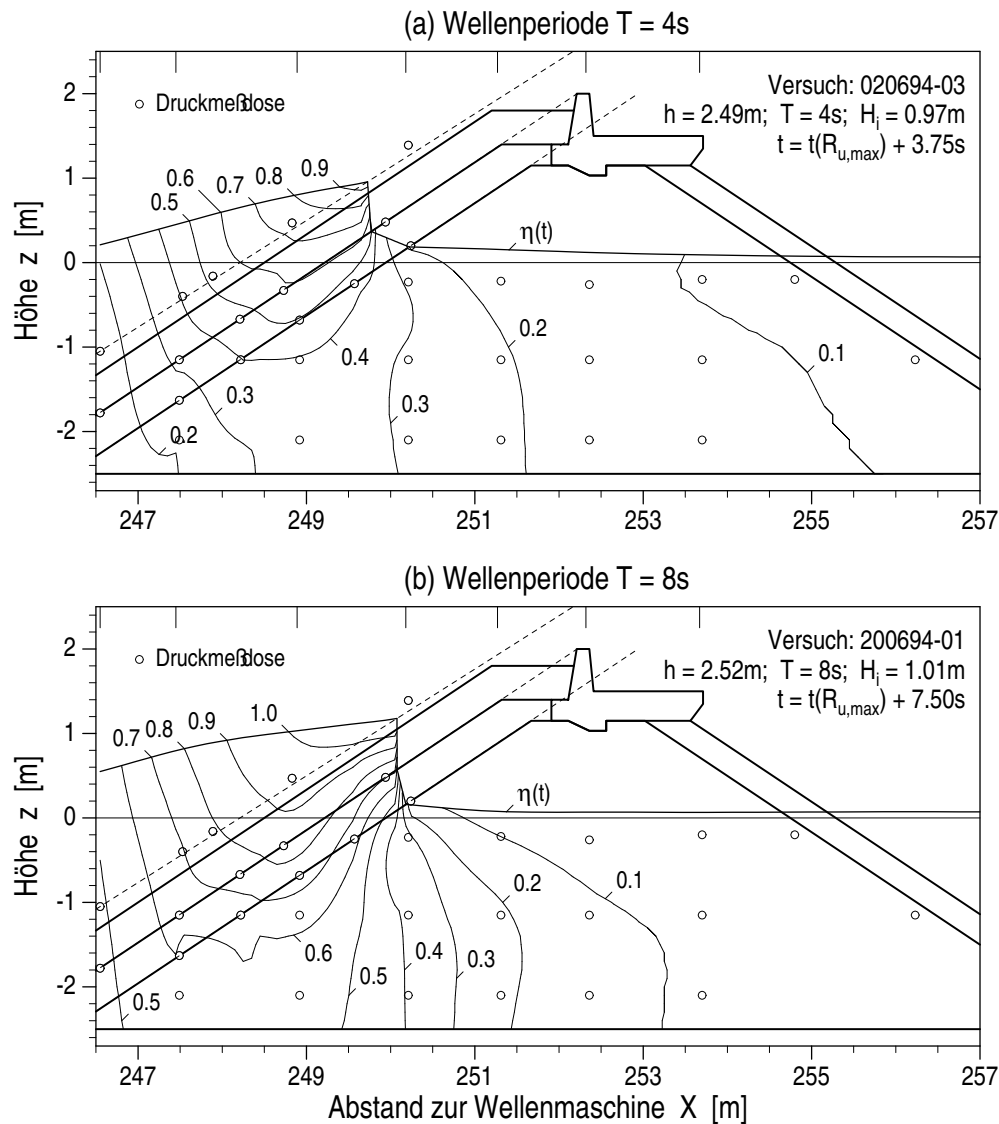 (a) Wellenperiode T = 4s
Druckmeßdose
Versuch: 020694-03
h = 2.49m; T = 4s; H_i = 0.97m
t = t(R_u,max) + 3.75s
0.9
0.8
0.7
0.6
0.5
η(t)
0.4
0.3
0.2
0.3
0.2
0.1
2
1
0
-1
-2
Höhe z [m]
247 249 251 253 255 257
(b) Wellenperiode T = 8s
Druckmeßdose
Versuch: 200694-01
h = 2.52m; T = 8s; H_i = 1.01m
t = t(R_u,max) + 7.50s
1.0
0.9
0.8
0.7
η(t)
0.6
0.5
0.5
0.4
0.3
0.2
0.1
2
1
0
-1
-2
Höhe z [m]
247 249 251 253 255 257
Abstand zur Wellenmaschine X [m]